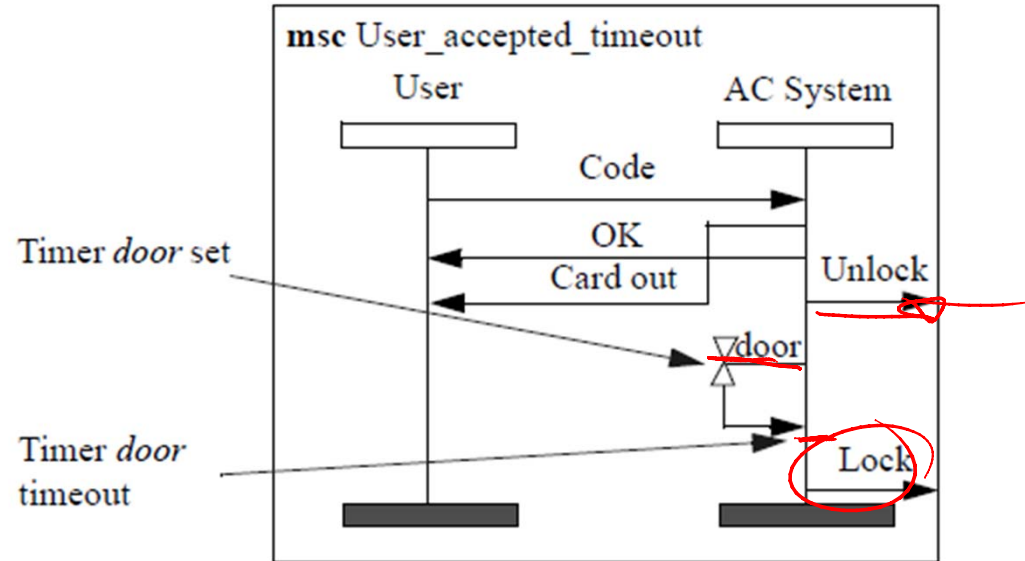 msc User_accepted_timeout
User
AC System
Code
OK
Card out
Unlock
Timer door set
door
Timer door
timeout
Lock